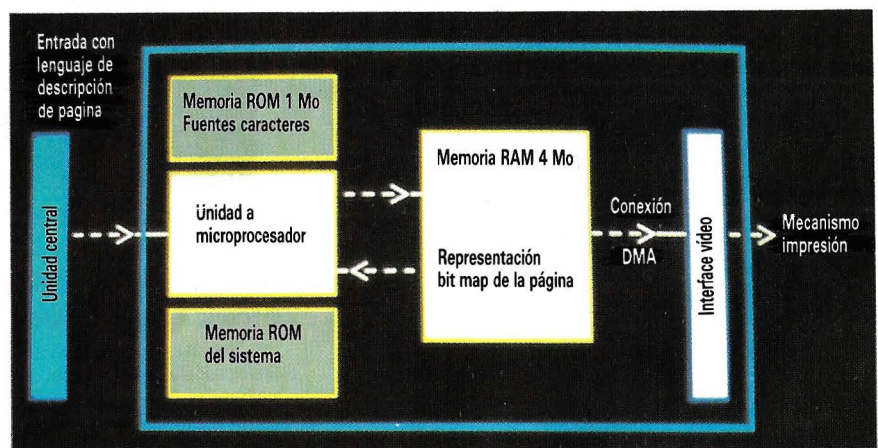 Entrada con
lenguaje de
descripción
de pagina
Unidad central
Memoria ROM 1 Mo
Fuentes caracteres
Unidad a
microprocesador
Memoria ROM
del sistema
Memoria RAM 4 Mo
Representación
bit map de la página
Conexión
DMA
Interface vídeo
Mecanismo
impresión